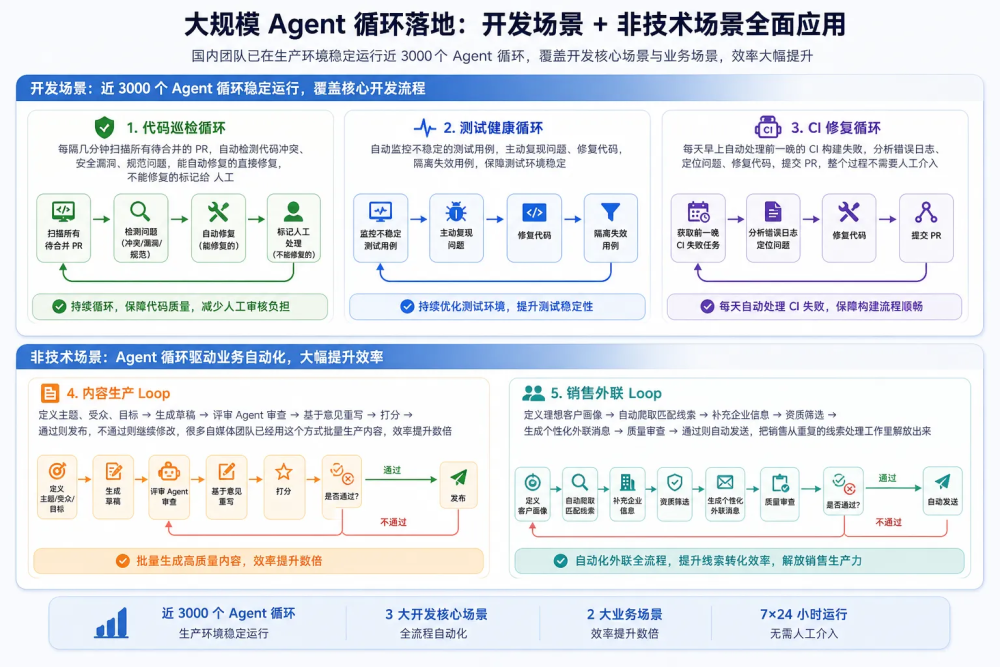 大规模 Agent 循环落地：开发场景 + 非技术场景全面应用
国内团队已在生产环境稳定运行近 3000 个 Agent 循环，覆盖开发核心场景与业务场景，效率大幅提升
开发场景：近 3000 个 Agent 循环稳定运行，覆盖核心开发流程
1. 代码巡检循环
每隔几分钟扫描所有待合并的 PR，自动检测代码冲突、
安全漏洞、规范问题，能自动修复的直接修复，
不能修复的标记给 人工
扫描所有
待合并 PR
检测问题
（冲突/漏洞/
规范）
自动修复
（能修复的）
标记人工
处理
（不能修复的）
持续循环，保障代码质量，减少人工审核负担
2. 测试健康循环
自动监控不稳定的测试用例，主动复现问题、修复代码，
隔离失效用例，保障测试环境稳定
监控不稳定
测试用例
主动复现
问题
修复代码
隔离失效
用例
持续优化测试环境，提升测试稳定性
CI
3. CI 修复循环
每天早上自动处理前一晚的 CI 构建失败，分析错误日志、
定位问题、修复代码，提交 PR，整个过程不需要人工介入
获取前一晚
CI 失败任务
分析错误日志
定位问题
修复代码
提交 PR
每天自动处理 CI 失败，保障构建流程顺畅
非技术场景：Agent 循环驱动业务自动化，大幅提升效率
4. 内容生产 Loop
定义主题、受众、目标 → 生成草稿 → 评审 Agent 审查 → 基于意见重写 → 打分 →
通过则发布，不通过则继续修改，很多自媒体团队已经用这个方式批量生产内容，效率提升数倍
定义
主题/受众/
目标
生成
草稿
评审 Agent
审查
基于意见
重写
打分
是否通过?
通过
发布
不通过
批量生成高质量内容，效率提升数倍
5. 销售外联 Loop
定义理想客户画像 → 自动爬取匹配线索 → 补充企业信息 → 资质筛选 →
生成个性化外联消息 → 质量审查 → 通过则自动发送，把销售从重复的线索处理工作里解放出来
定义
客户画像
自动爬取
匹配线索
补充企业
信息
资质筛选
生成个性化
外联消息
质量审查
是否通过?
通过
自动发送
不通过
自动化外联全流程，提升线索转化效率，解放销售生产力
近 3000 个 Agent 循环
生产环境稳定运行
3 大开发核心场景
全流程自动化
2 大业务场景
效率提升数倍
7×24 小时运行
无需人工介入